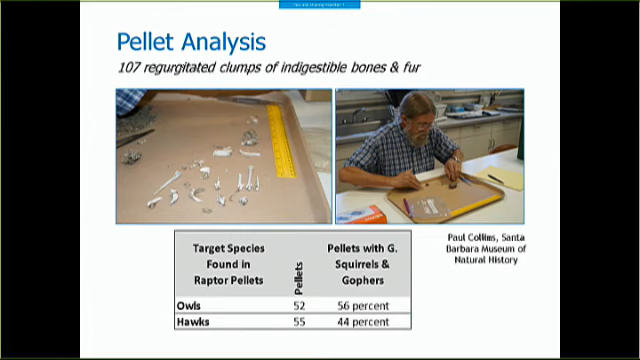 Pellet Analysis
107 regurgitated clumps of indigestible bones & fur
Paul Collins, Santa
Barbara Museum of
Natural History
Target Species
Found in
Raptor Pellets
Pellets
Pellets with G.
Squirrels &
Gophers
Owls 52 56 percent
Hawks 55 44 percent